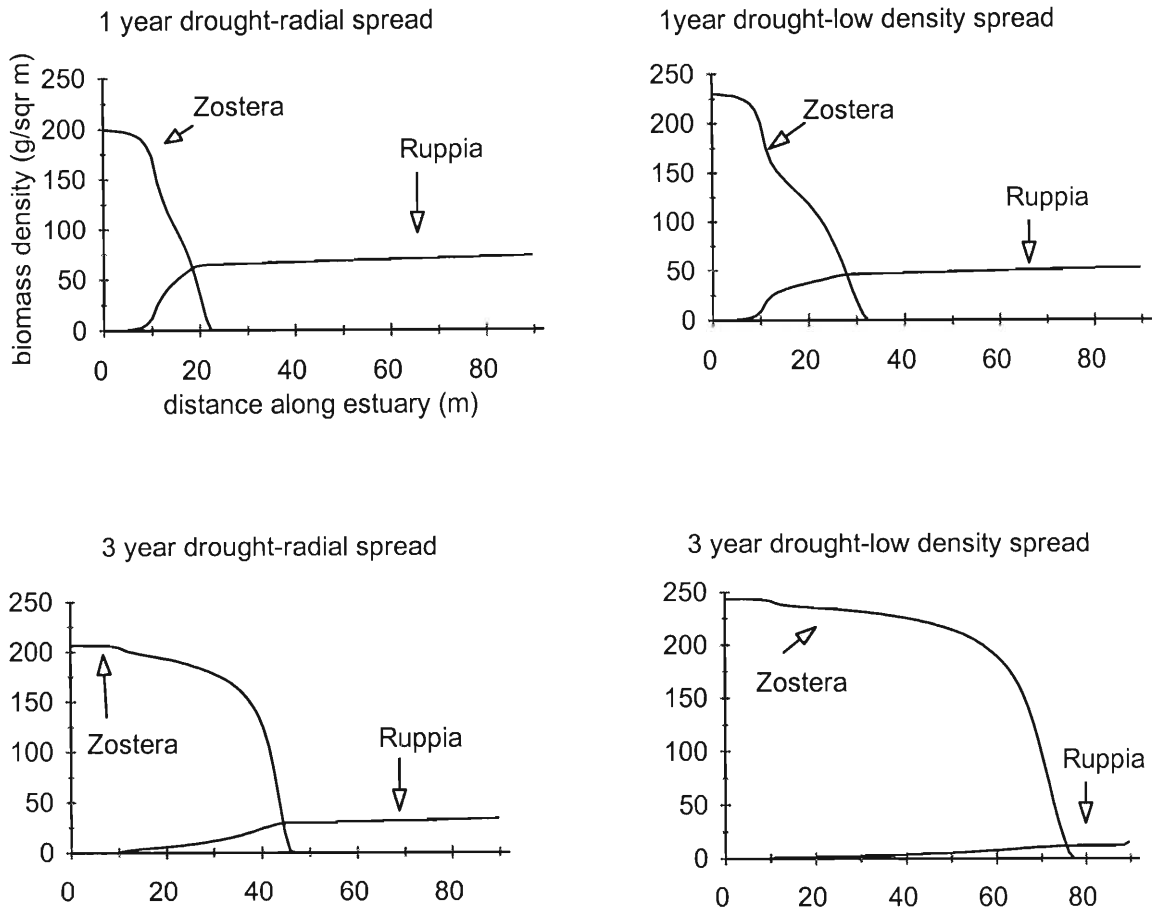 1 year drought-radial spread
250
200
150
100
50
0
biomass density (g/sqr m)
Zostera
Ruppia
0 20 40 60 80
distance along estuary (m)
1year drought-low density spread
250
200
150
100
50
0
Zostera
Ruppia
0 20 40 60 80
3 year drought-radial spread
250
200
150
100
50
0
Zostera
Ruppia
0 20 40 60 80
3 year drought-low density spread
250
200
150
100
50
0
Zostera
Ruppia
0 20 40 60 80